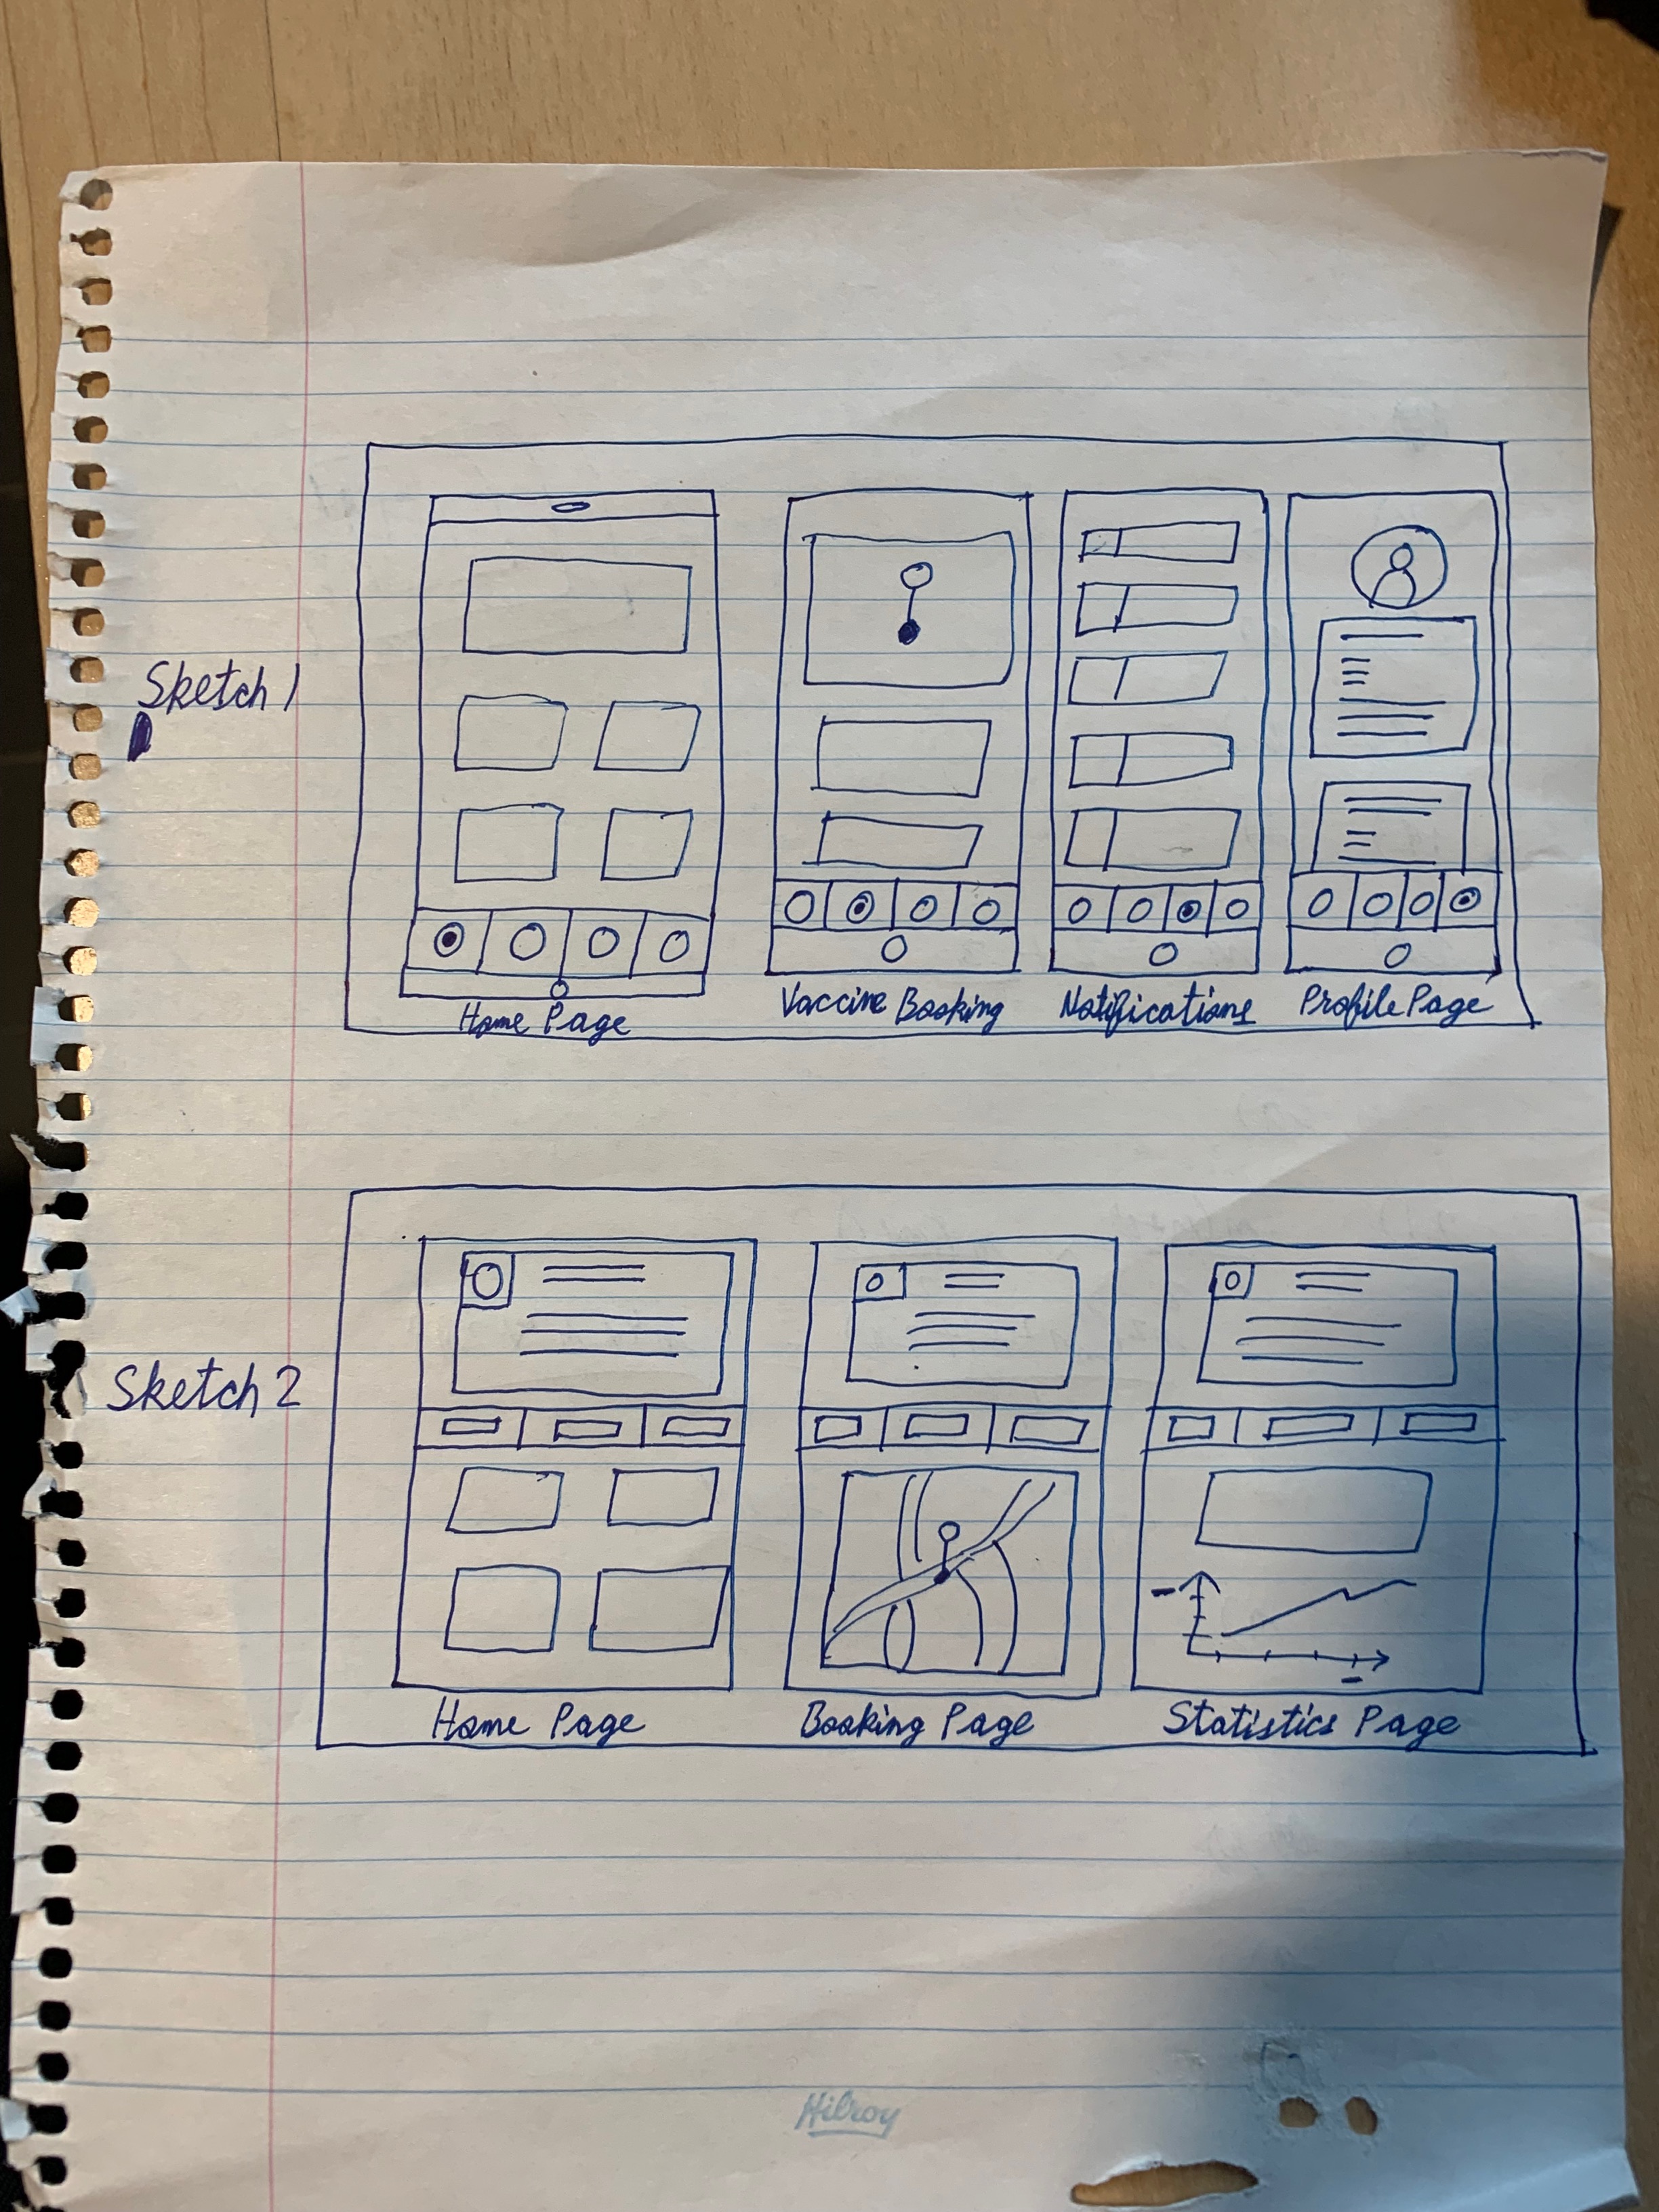 Sketch 1
Home Page
Vaccine Booking
Notifications
Profile Page
Sketch 2
Home Page
Booking Page
Statistics Page
Hilroy